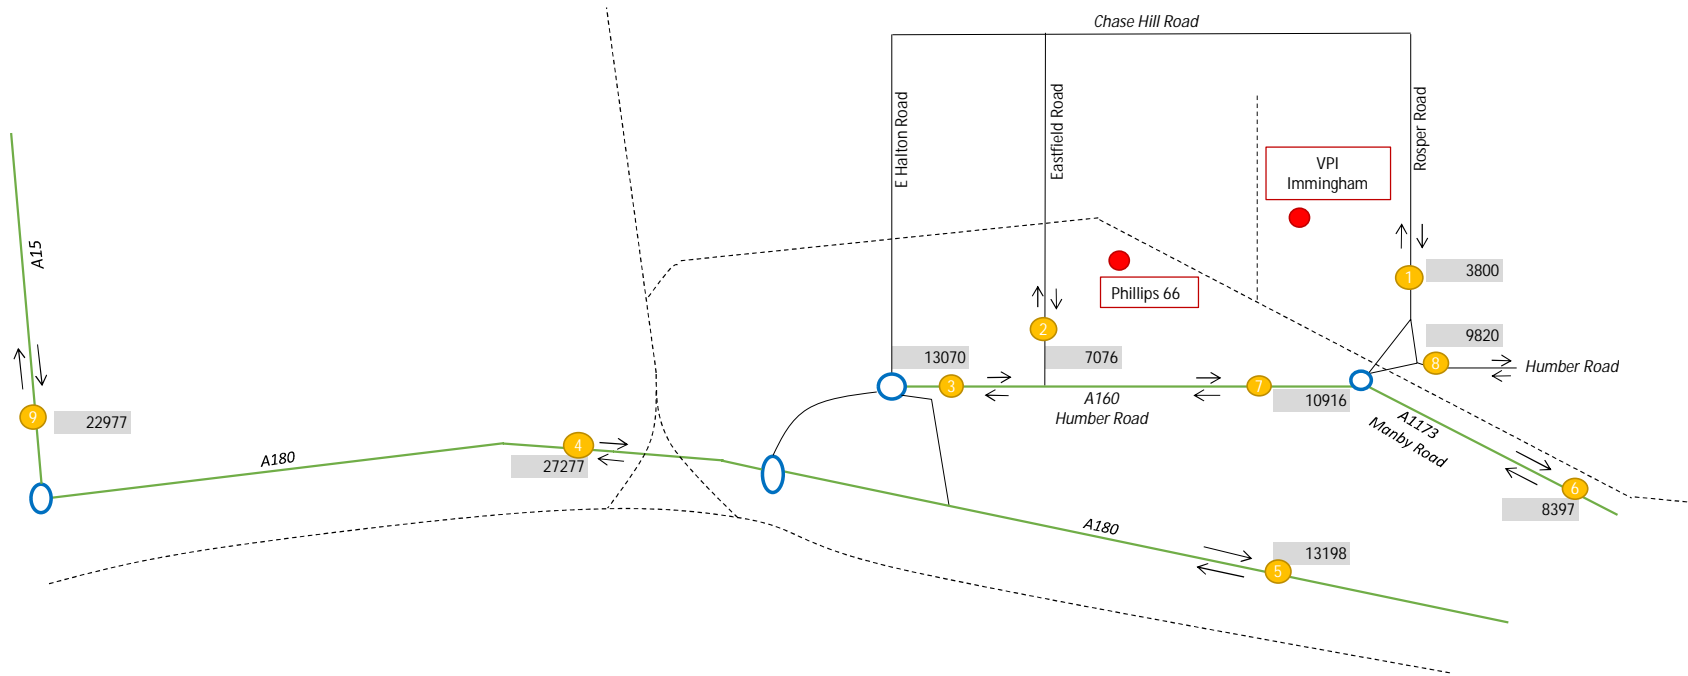 Chase Hill Road
E Halton Road
Eastfield Road
Rosper Road
VPI
Immingham
A15
Phillips 66
1
3800
2
9820
13070
7076
8
Humber Road
3
7
A160
Humber Road
10916
9
22977
A1173
Manby Road
4
A180
27277
6
8397
A180
13198
5